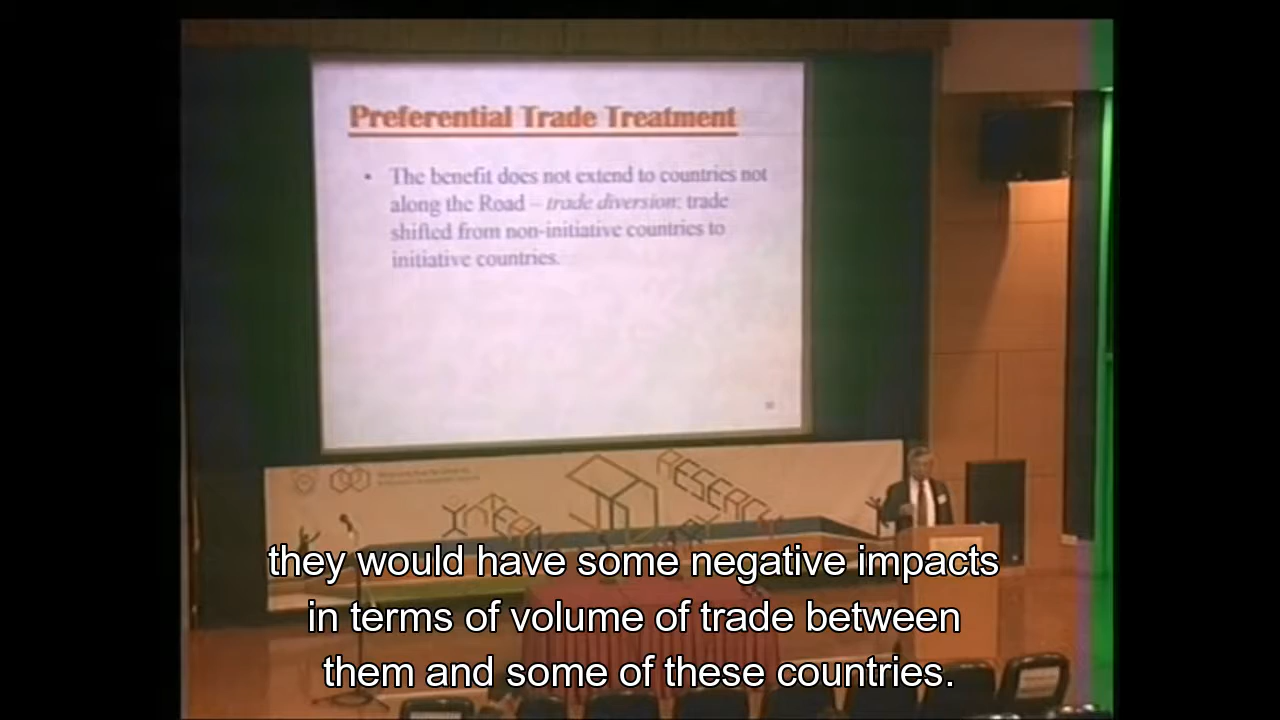 Preferential Trade Treatment
• The benefit does not extend to countries not
along the Road – trade diversion: trade
shifted from non-initiative countries to
initiative countries.
RESEARCH
they would have some negative impacts
in terms of volume of trade between
them and some of these countries.